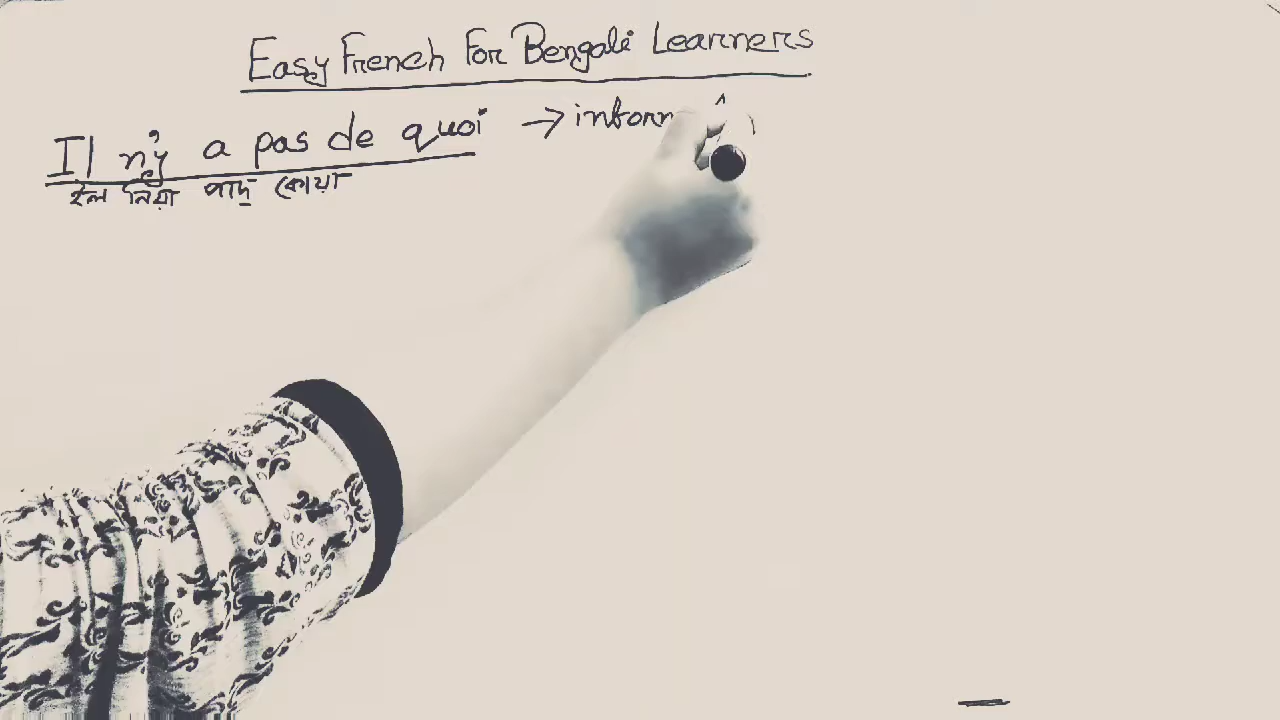 Easy French For Bengali Learners
Il n'y a pas de quoi →
ইল নিয়া পাদ্ কোয়া